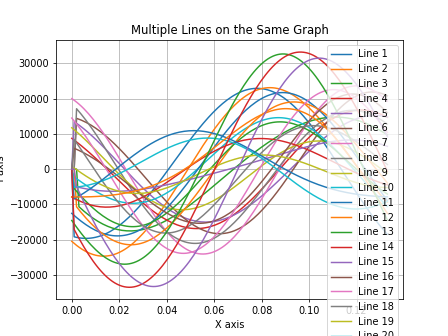 Multiple Lines on the Same Graph
30000
20000
10000
0
−10000
−20000
−30000
0.00
0.02
0.04
0.06
0.08
0.10
X axis
Line 1
Line 2
Line 3
Line 4
Line 5
Line 6
Line 7
Line 8
Line 9
Line 10
Line 11
Line 12
Line 13
Line 14
Line 15
Line 16
Line 17
Line 18
Line 19
Line 20